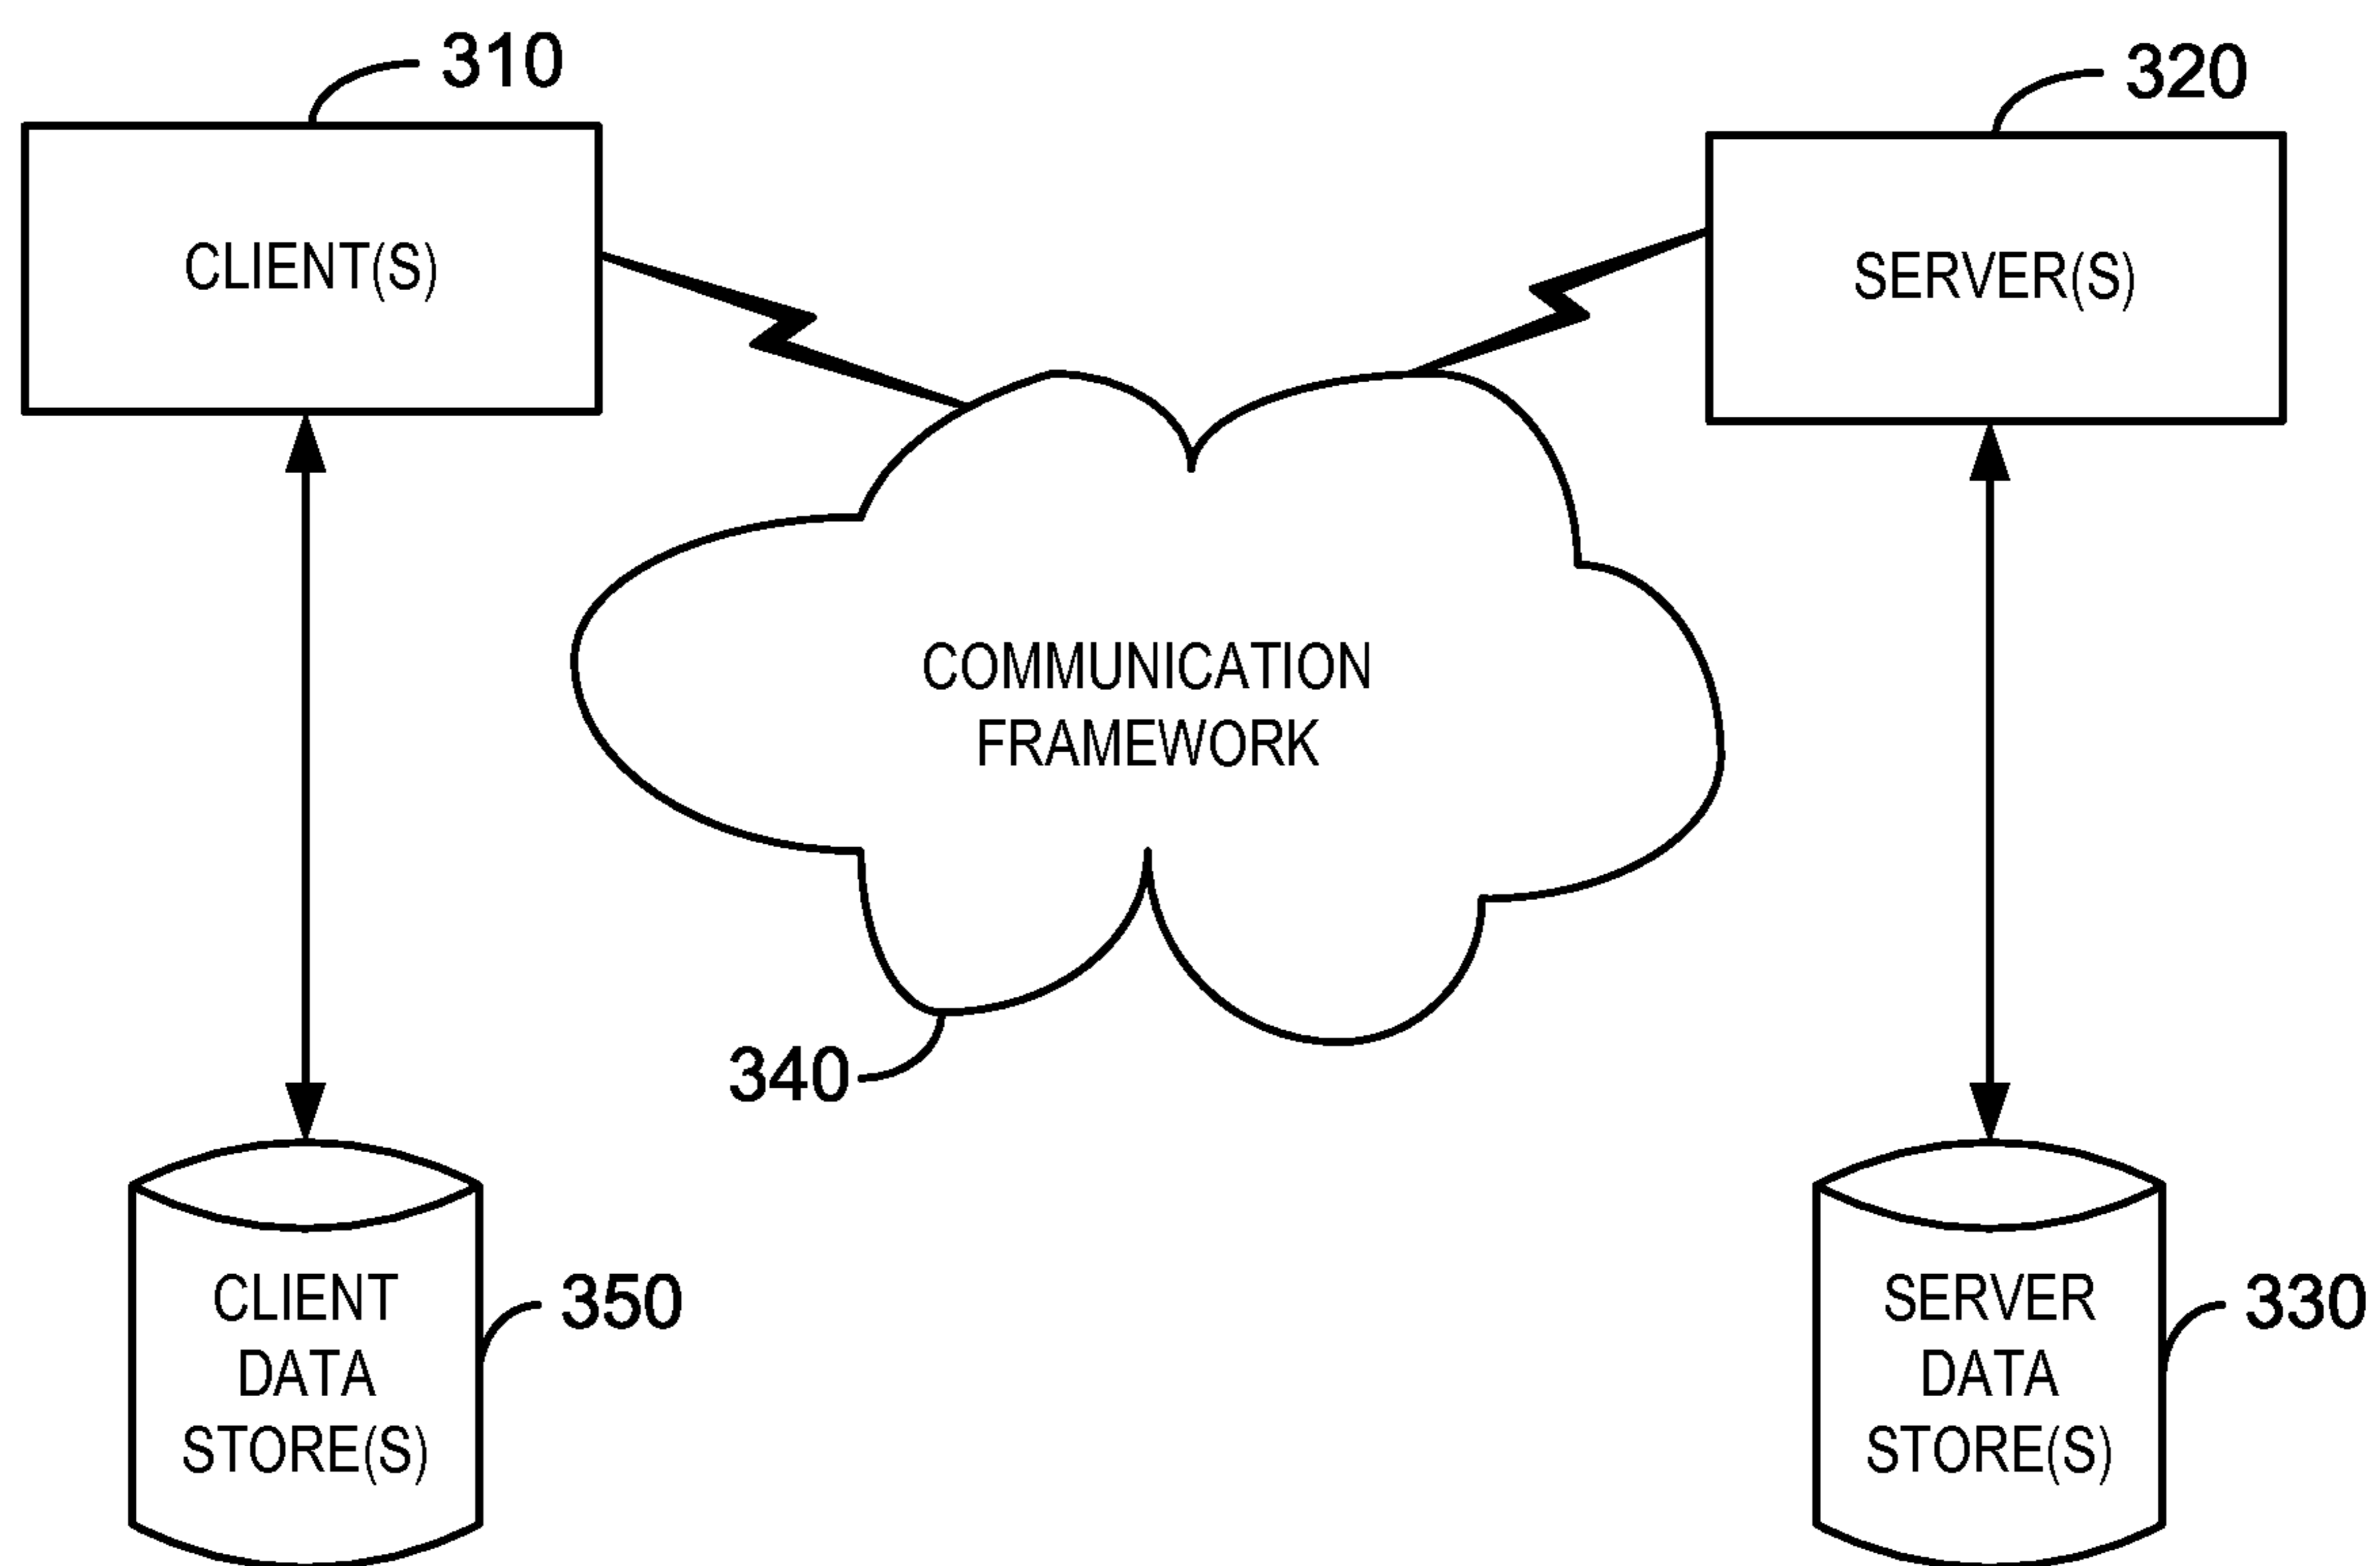 310
320
CLIENT(S)
SERVER(S)
COMMUNICATION
FRAMEWORK
340
CLIENT
DATA
STORE(S)
350
SERVER
DATA
STORE(S)
330